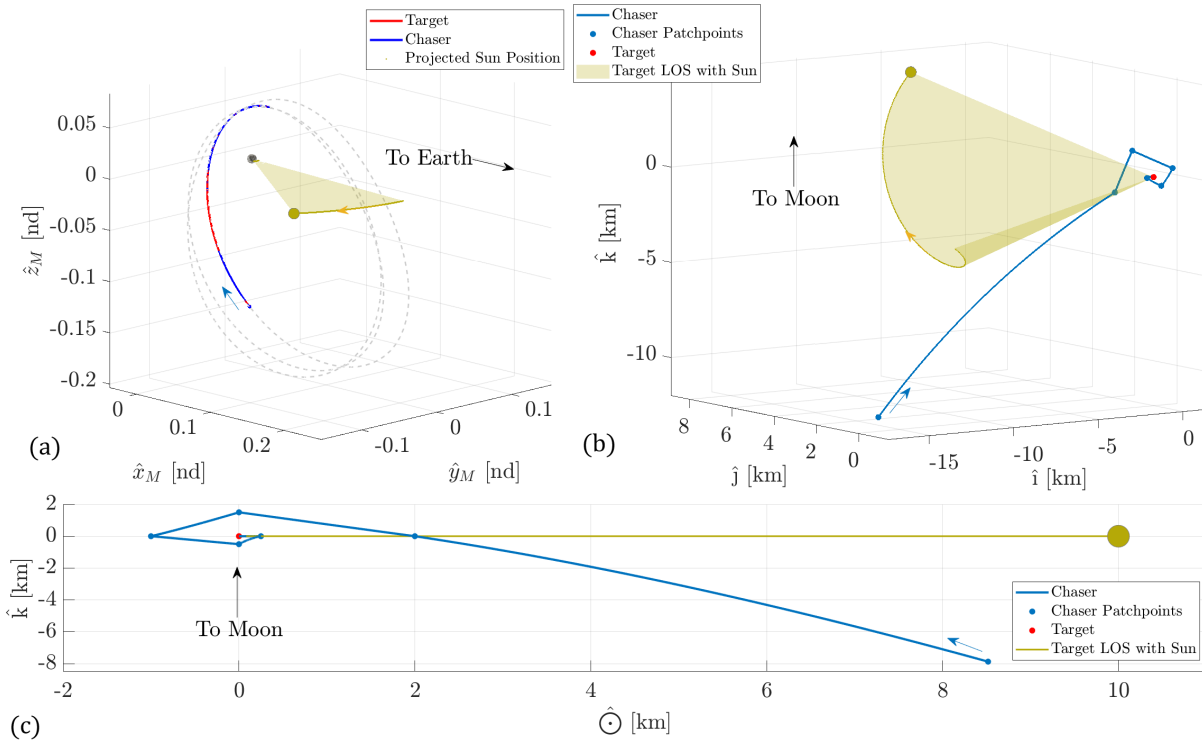 Target
Chaser
Projected Sun Position
0.05
0
-0.05
-0.1
-0.15
-0.2
ẑ_M [nd]
To Earth
0
0.1
0.2
x̂_M [nd]
-0.1
0
0.1
ŷ_M [nd]
(a)
Chaser
Chaser Patchpoints
Target
Target LOS with Sun
0
-5
-10
k̂ [km]
To Moon
8
6
4
2
0
ĵ [km]
-15
-10
-5
0
î [km]
(b)
2
0
-2
-4
-6
-8
k̂ [km]
To Moon
Chaser
Chaser Patchpoints
Target
Target LOS with Sun
-2
0
2
4
6
8
10
⊙̂ [km]
(c)